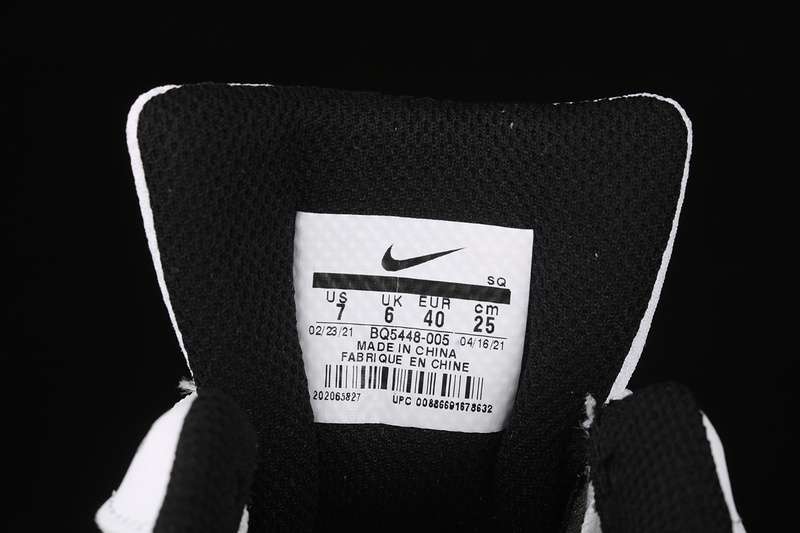 SQ
US UK EUR cm
7 6 40 25
02/23/21 BQ5448-005 04/16/21
MADE IN CHINA
FABRIQUE EN CHINE
202065827 UPC 00886691678632